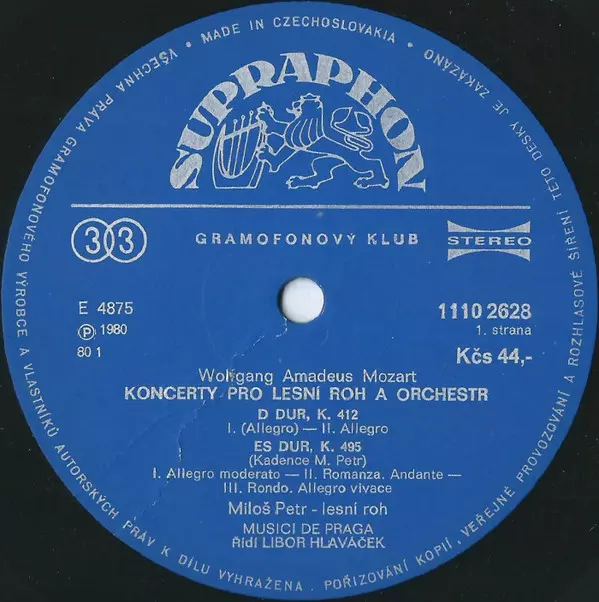 VŠECHNA PRÁVA GRAMOFONOVÉHO VÝROBCE A VLASTNÍKŮ AUTORSKÝCH PRÁV K DÍLU VYHRAŽENA. POŘIZOVÁNÍ KOPIÍ, VEŘEJNÉ PROVOZOVÁNÍ A ROZHLASOVÉ ŠÍŘENÍ TÉTO DESKY JE ZAKÁZÁNO • MADE IN CZECHOSLOVAKIA •
SUPRAPHON
33 GRAMOFONOVÝ KLUB STEREO
E 4875 1110 2628
Ⓟ 1980 1. strana
80 1 Kčs 44,-
Wolfgang Amadeus Mozart
KONCERTY PRO LESNÍ ROH A ORCHESTR
D DUR, K. 412
I. (Allegro) — II. Allegro
ES DUR, K. 495
(Kadence M. Petr)
I. Allegro moderato — II. Romanza. Andante —
III. Rondo. Allegro vivace
Miloš Petr - lesní roh
MUSICI DE PRAGA
Řídí LIBOR HLAVÁČEK